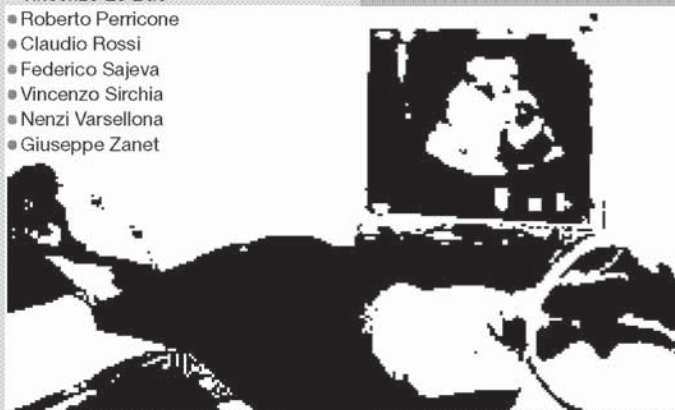 Roberto Perricone
Claudio Rossi
Federico Sajeva
Vincenzo Sirchia
Nenzi Varsellona
Giuseppe Zanet